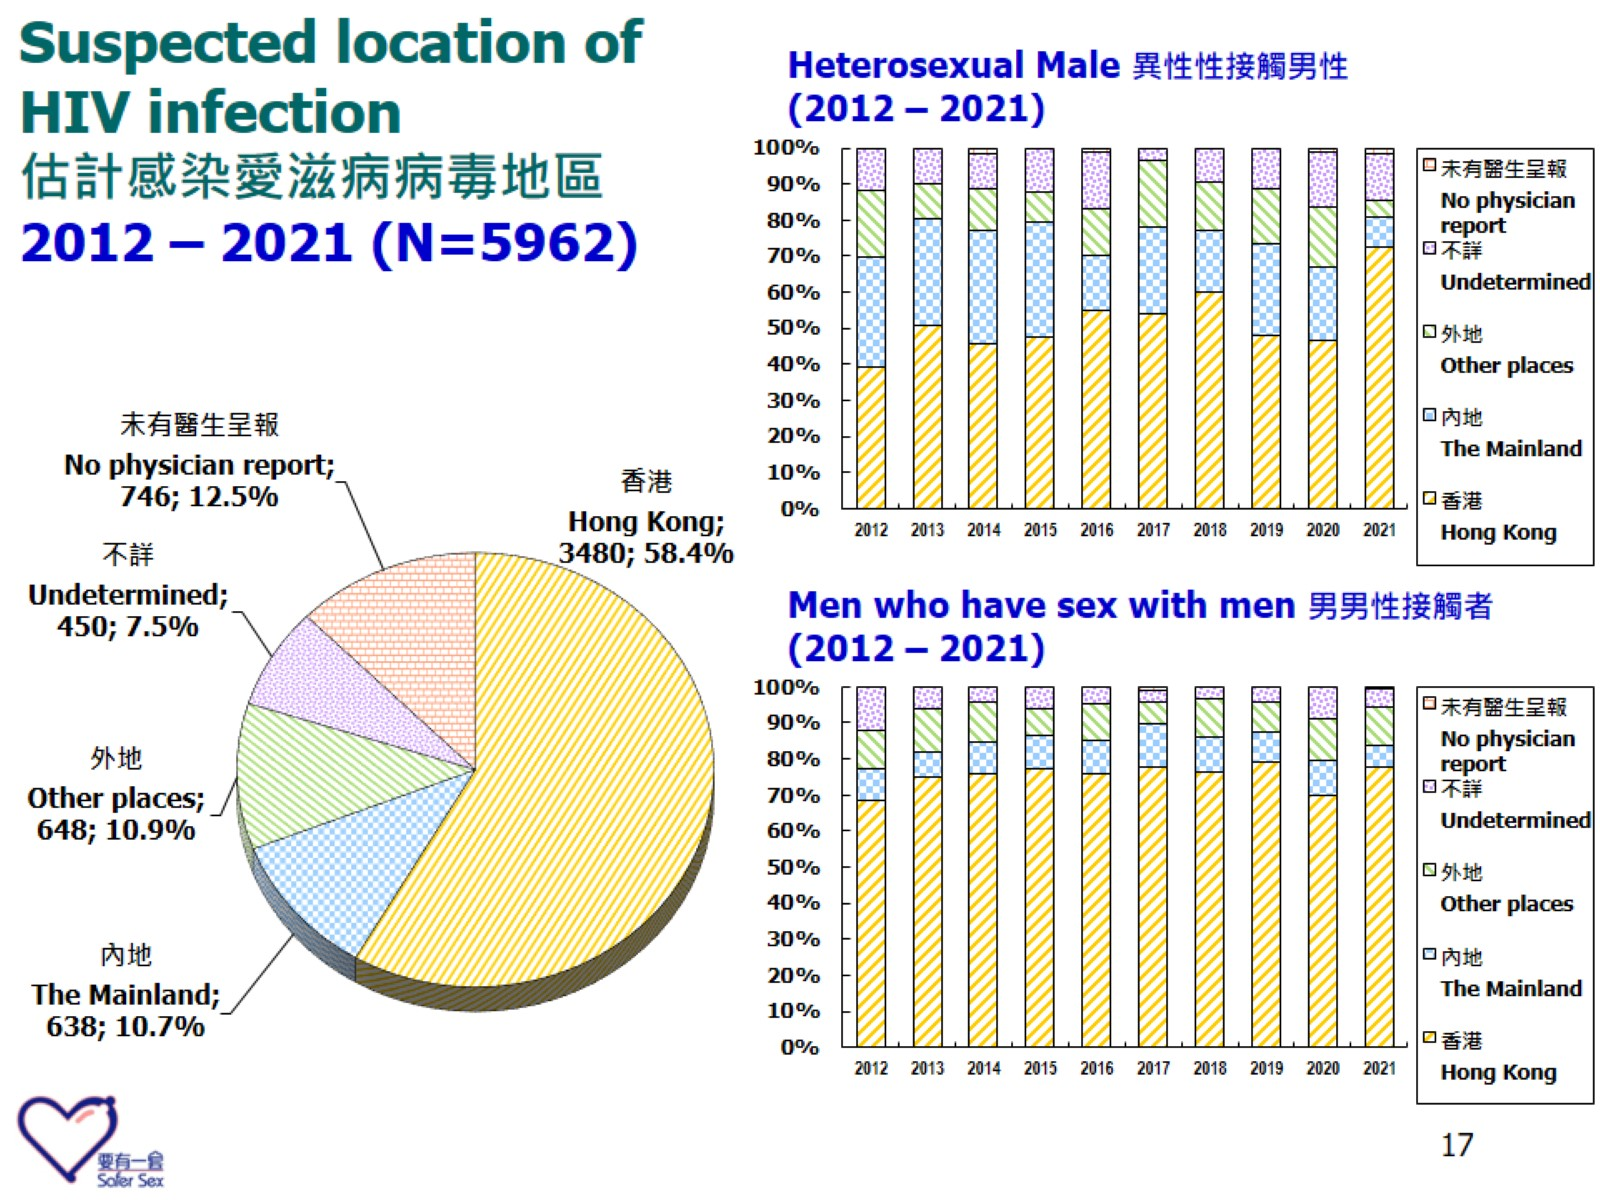 Suspected location of
HIV infection
估計感染愛滋病病毒地區
2012 – 2021 (N=5962)
未有醫生呈報
No physician report;
746; 12.5%
香港
Hong Kong;
3480; 58.4%
不詳
Undetermined;
450; 7.5%
外地
Other places;
648; 10.9%
內地
The Mainland;
638; 10.7%
要有一套
Safer Sex
Heterosexual Male 異性性接觸男性
(2012 – 2021)
100%
90%
80%
70%
60%
50%
40%
30%
20%
10%
0%
2012 2013 2014 2015 2016 2017 2018 2019 2020 2021
未有醫生呈報
No physician
report
不詳
Undetermined
外地
Other places
內地
The Mainland
香港
Hong Kong
Men who have sex with men 男男性接觸者
(2012 – 2021)
100%
90%
80%
70%
60%
50%
40%
30%
20%
10%
0%
2012 2013 2014 2015 2016 2017 2018 2019 2020 2021
未有醫生呈報
No physician
report
不詳
Undetermined
外地
Other places
內地
The Mainland
香港
Hong Kong
17